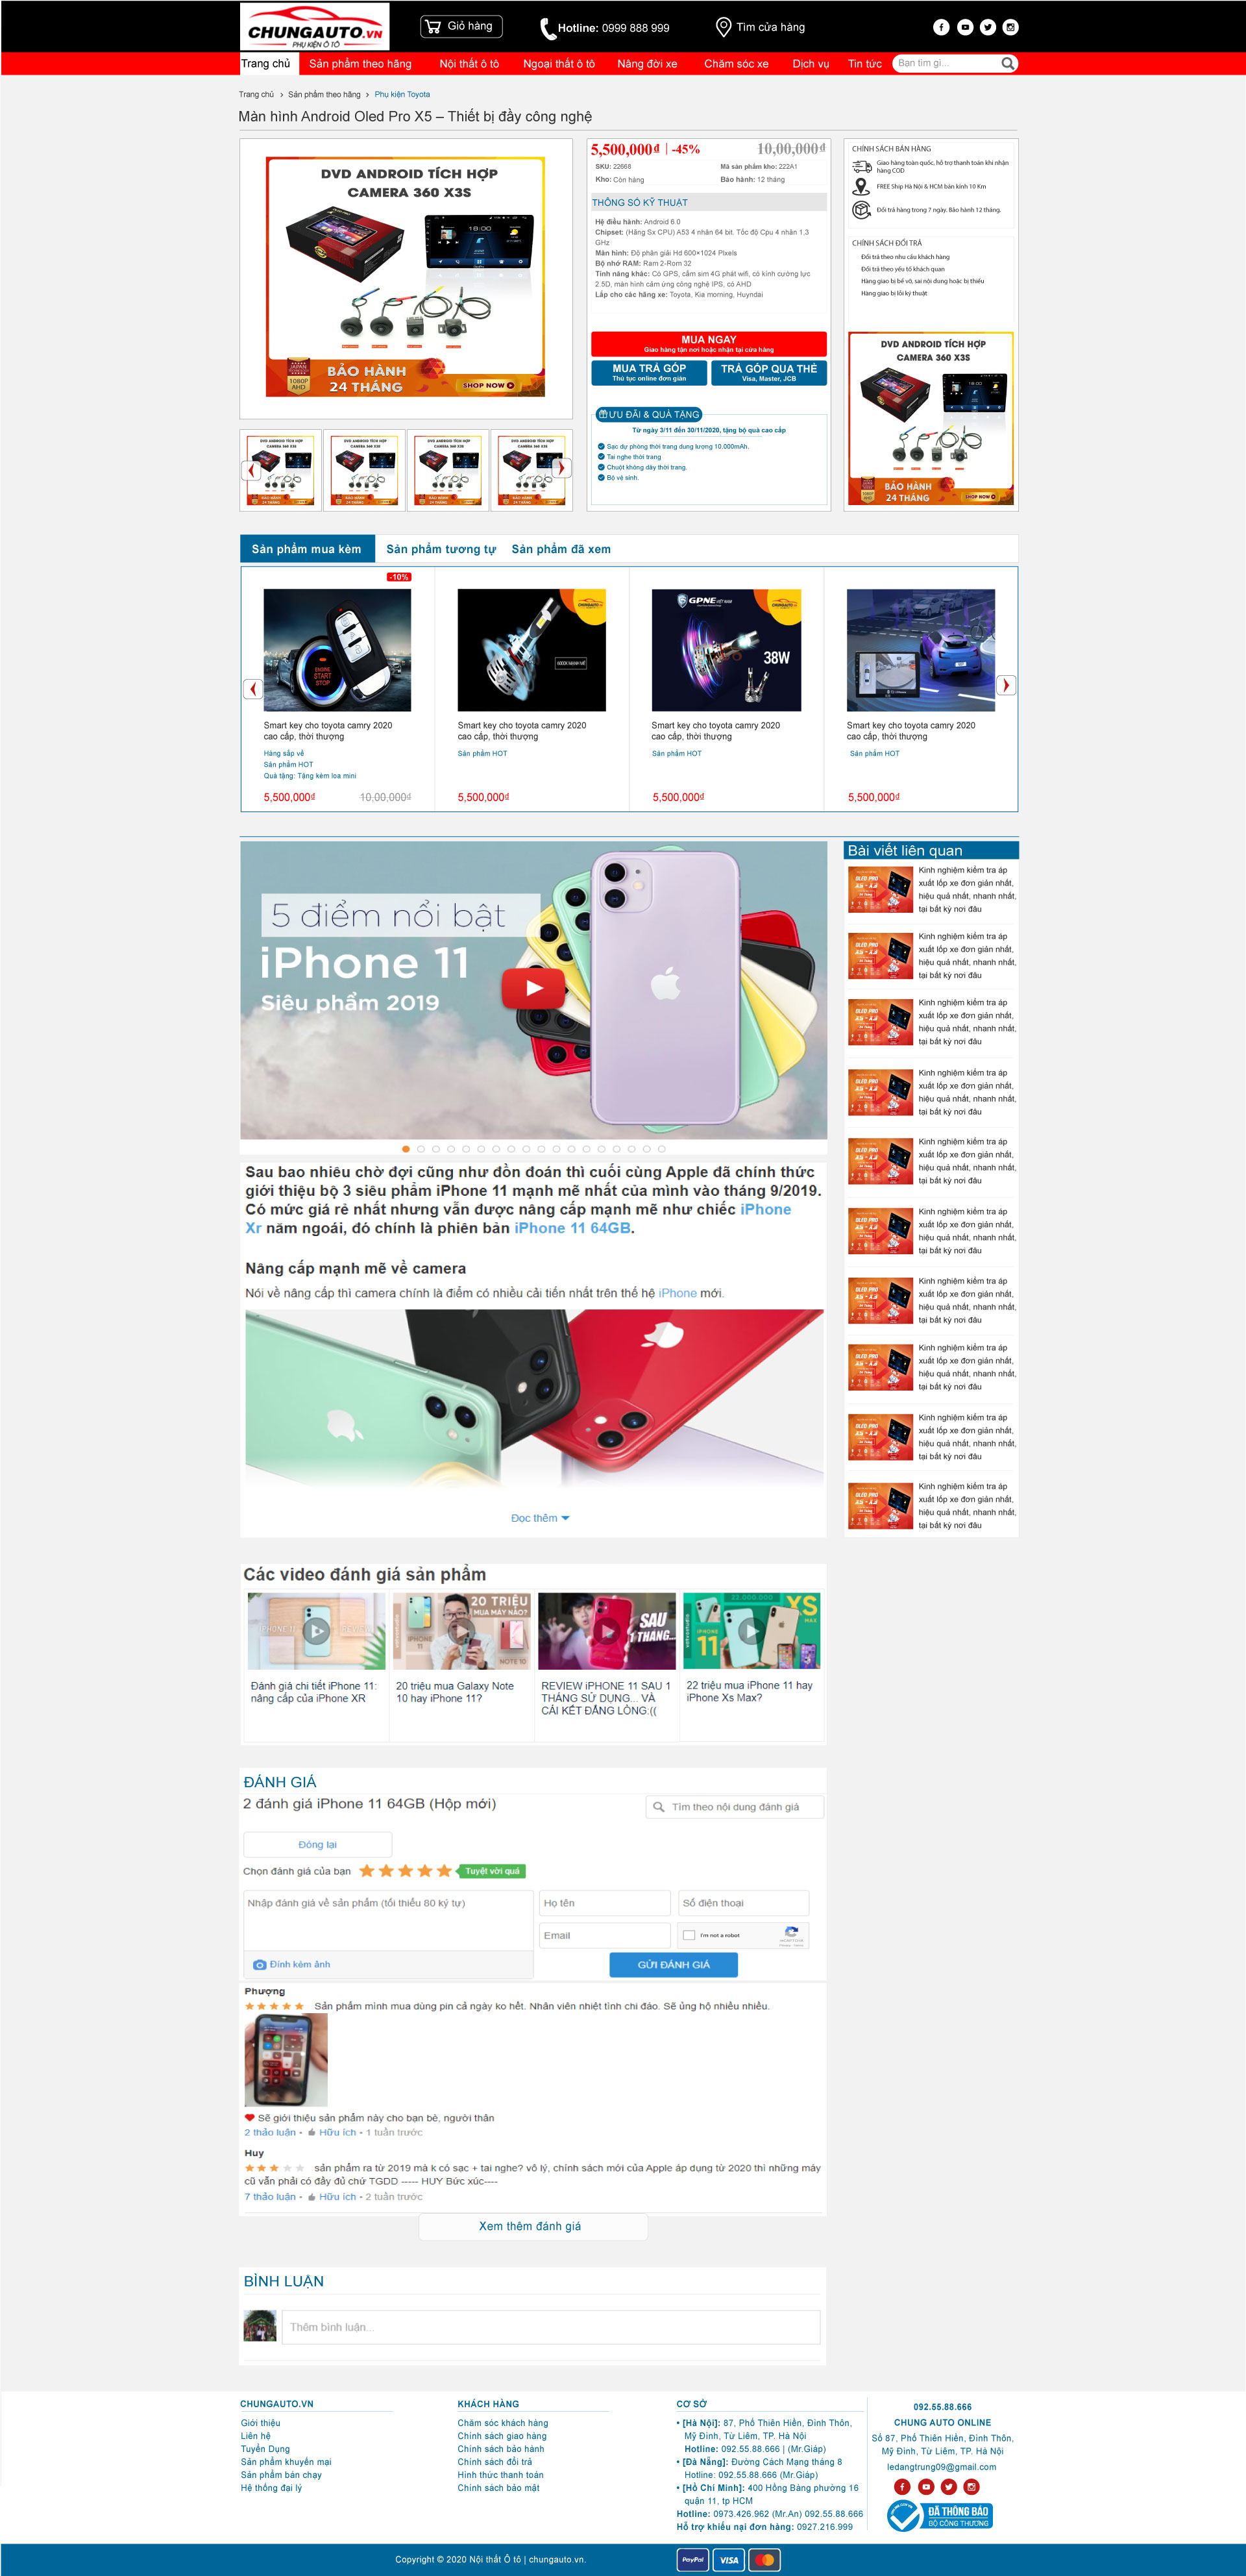 CHUNGAUTO.VN
PHỤ KIỆN Ô TÔ
Giỏ hàng
Hotline: 0999 888 999
Tìm cửa hàng
Trang chủ
Sản phẩm theo hãng
Nội thất ô tô
Ngoại thất ô tô
Nâng đời xe
Chăm sóc xe
Dịch vụ
Tin tức
Bạn tìm gì...
Trang chủ › Sản phẩm theo hãng › Phụ kiện Toyota
Màn hình Android Oled Pro X5 – Thiết bị đầy công nghệ
DVD ANDROID TÍCH HỢP
CAMERA 360 X3S
BẢO HÀNH
24 THÁNG
JAPAN
1080P
AHD
SHOP NOW
5,500,000₫ | -45%
10,00,000₫
SKU: 22668
Mã sản phẩm kho: 222A1
Kho: Còn hàng
Bảo hành: 12 tháng
THÔNG SỐ KỸ THUẬT
Hệ điều hành: Android 6.0
Chipset: (Hãng Sx CPU) A53 4 nhân 64 bit. Tốc độ Cpu 4 nhân 1,3
GHz
Màn hình: Độ phân giải Hd 600×1024 PIxels
Bộ nhớ RAM: Ram 2-Rom 32
Tính năng khác: Có GPS, cắm sim 4G phát wifi, có kính cường lực
2.5D, màn hình cảm ứng công nghệ IPS, có AHD
Lắp cho các hãng xe: Toyota, Kia morning, Huyndai
MUA NGAY
Giao hàng tận nơi hoặc nhận tại cửa hàng
MUA TRẢ GÓP
Thủ tục online đơn giản
TRẢ GÓP QUA THẺ
Visa, Master, JCB
ƯU ĐÃI & QUÀ TẶNG
Từ ngày 3/11 đến 30/11/2020, tặng bộ quà cao cấp
Sạc dự phòng thời trang dung lượng 10.000mAh.
Tai nghe thời trang
Chuột không dây thời trang.
Bộ vệ sinh.
CHÍNH SÁCH BÁN HÀNG
Giao hàng toàn quốc, hỗ trợ thanh toán khi nhận
hàng COD
FREE Ship Hà Nội & HCM bán kính 10 Km
Đổi trả hàng trong 7 ngày. Bảo hành 12 tháng.
CHÍNH SÁCH ĐỔI TRẢ
Đổi trả theo nhu cầu khách hàng
Đổi trả theo yếu tố khách quan
Hàng giao bị bể vỡ, sai nội dung hoặc bị thiếu
Hàng giao bị lỗi kỹ thuật
DVD ANDROID TÍCH HỢP
CAMERA 360 X3S
BẢO HÀNH
24 THÁNG
SHOP NOW
Sản phẩm mua kèm
Sản phẩm tương tự
Sản phẩm đã xem
-10%
ENGINE
START
STOP
GPNE VIỆT NAM
38W
Smart key cho toyota camry 2020
cao cấp, thời thượng
Hàng sắp về
Sản phẩm HOT
Quà tặng: Tặng kèm loa mini
5,500,000₫
10,00,000₫
Smart key cho toyota camry 2020
cao cấp, thời thượng
Sản phẩm HOT
5,500,000₫
Smart key cho toyota camry 2020
cao cấp, thời thượng
Sản phẩm HOT
5,500,000₫
Smart key cho toyota camry 2020
cao cấp, thời thượng
Sản phẩm HOT
5,500,000₫
5 điểm nổi bật
iPhone 11
Siêu phẩm 2019
Sau bao nhiêu chờ đợi cũng như đồn đoán thì cuối cùng Apple đã chính thức
giới thiệu bộ 3 siêu phẩm iPhone 11 mạnh mẽ nhất của mình vào tháng 9/2019.
Có mức giá rẻ nhất nhưng vẫn được nâng cấp mạnh mẽ như chiếc iPhone
Xr năm ngoái, đó chính là phiên bản iPhone 11 64GB.
Nâng cấp mạnh mẽ về camera
Nói về nâng cấp thì camera chính là điểm có nhiều cải tiến nhất trên thế hệ iPhone mới.
Đọc thêm
Bài viết liên quan
Kinh nghiệm kiểm tra áp
xuất lốp xe đơn giản nhất,
hiệu quả nhất, nhanh nhất,
tại bất kỳ nơi đâu
Kinh nghiệm kiểm tra áp
xuất lốp xe đơn giản nhất,
hiệu quả nhất, nhanh nhất,
tại bất kỳ nơi đâu
Kinh nghiệm kiểm tra áp
xuất lốp xe đơn giản nhất,
hiệu quả nhất, nhanh nhất,
tại bất kỳ nơi đâu
Kinh nghiệm kiểm tra áp
xuất lốp xe đơn giản nhất,
hiệu quả nhất, nhanh nhất,
tại bất kỳ nơi đâu
Kinh nghiệm kiểm tra áp
xuất lốp xe đơn giản nhất,
hiệu quả nhất, nhanh nhất,
tại bất kỳ nơi đâu
Kinh nghiệm kiểm tra áp
xuất lốp xe đơn giản nhất,
hiệu quả nhất, nhanh nhất,
tại bất kỳ nơi đâu
Kinh nghiệm kiểm tra áp
xuất lốp xe đơn giản nhất,
hiệu quả nhất, nhanh nhất,
tại bất kỳ nơi đâu
Kinh nghiệm kiểm tra áp
xuất lốp xe đơn giản nhất,
hiệu quả nhất, nhanh nhất,
tại bất kỳ nơi đâu
Kinh nghiệm kiểm tra áp
xuất lốp xe đơn giản nhất,
hiệu quả nhất, nhanh nhất,
tại bất kỳ nơi đâu
Kinh nghiệm kiểm tra áp
xuất lốp xe đơn giản nhất,
hiệu quả nhất, nhanh nhất,
tại bất kỳ nơi đâu
Các video đánh giá sản phẩm
20 TRIỆU
MUA MÁY NÀO?
NOTE 10
SAU
1 THÁNG...
22.000.000
XS
MAX
IPHONE
11
Đánh giá chi tiết iPhone 11:
nâng cấp của iPhone XR
20 triệu mua Galaxy Note
10 hay iPhone 11?
REVIEW iPHONE 11 SAU 1
THÁNG SỬ DỤNG... VÀ
CÁI KẾT ĐẮNG LÒNG:((
22 triệu mua iPhone 11 hay
iPhone Xs Max?
ĐÁNH GIÁ
2 đánh giá iPhone 11 64GB (Hộp mới)
Tìm theo nội dung đánh giá
Đóng lại
Chọn đánh giá của bạn
Tuyệt vời quá
Nhập đánh giá về sản phẩm (tối thiểu 80 ký tự)
Họ tên
Số điện thoại
Email
I'm not a robot
Đính kèm ảnh
GỬI ĐÁNH GIÁ
Phượng
Sản phẩm mình mua dùng pin cả ngày ko hết. Nhân viên nhiệt tình chi đáo. Sẽ ủng hộ nhiều nhiều.
Sẽ giới thiệu sản phẩm này cho bạn bè, người thân
2 thảo luận • Hữu ích • 1 tuần trước
Huy
sản phẩm ra từ 2019 mà k có sạc + tai nghe? vô lý, chính sách mới của Apple áp dụng từ 2020 thì những máy
cũ vẫn phải có đầy đủ chứ TGDD ----- HUY Bức xúc----
7 thảo luận • Hữu ích • 2 tuần trước
Xem thêm đánh giá
BÌNH LUẬN
Thêm bình luận...
CHUNGAUTO.VN
Giới thiệu
Liên hệ
Tuyển Dụng
Sản phẩm khuyến mại
Sản phẩm bán chạy
Hệ thống đại lý
KHÁCH HÀNG
Chăm sóc khách hàng
Chính sách giao hàng
Chính sách bảo hành
Chính sách đổi trả
Hình thức thanh toán
Chính sách bảo mật
CƠ SỞ
• [Hà Nội]: 87, Phố Thiên Hiền, Đình Thôn,
Mỹ Đình, Từ Liêm, TP. Hà Nội
Hotline: 092.55.88.666 | (Mr.Giáp)
• [Đà Nẵng]: Đường Cách Mạng tháng 8
Hotline: 092.55.88.666 (Mr.Giáp)
• [Hồ Chí Minh]: 400 Hồng Bàng phường 16
quận 11, tp HCM
Hotline: 0973.426.962 (Mr.An) 092.55.88.666
Hỗ trợ khiếu nại đơn hàng: 0927.216.999
092.55.88.666
CHUNG AUTO ONLINE
Số 87, Phố Thiên Hiền, Đình Thôn,
Mỹ Đình, Từ Liêm, TP. Hà Nội
ledangtrung09@gmail.com
ĐÃ THÔNG BÁO
BỘ CÔNG THƯƠNG
Copyright © 2020 Nội thất Ô tô | chungauto.vn.
PayPal
VISA